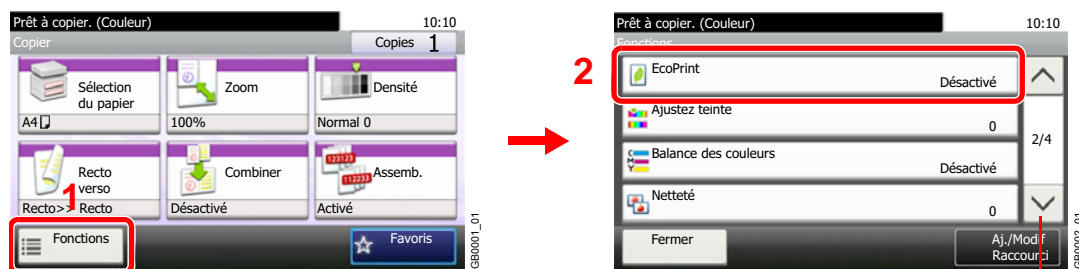 Prêt à copier. (Couleur) 10:10
Copier Copies 1
Sélection du papier
A4
Zoom
100%
Densité
Normal 0
Recto verso
Recto>> Recto
Combiner
Désactivé
123123
112233
Assemb.
Activé
1
Fonctions
Favoris
GB0001_01
Prêt à copier. (Couleur) 10:10
Fonctions
2
EcoPrint
Désactivé
Ajustez teinte
0
2/4
C
M
Y
Balance des couleurs
Désactivé
Netteté
0
Fermer
Aj./Modif
Raccourci
GB0002_01